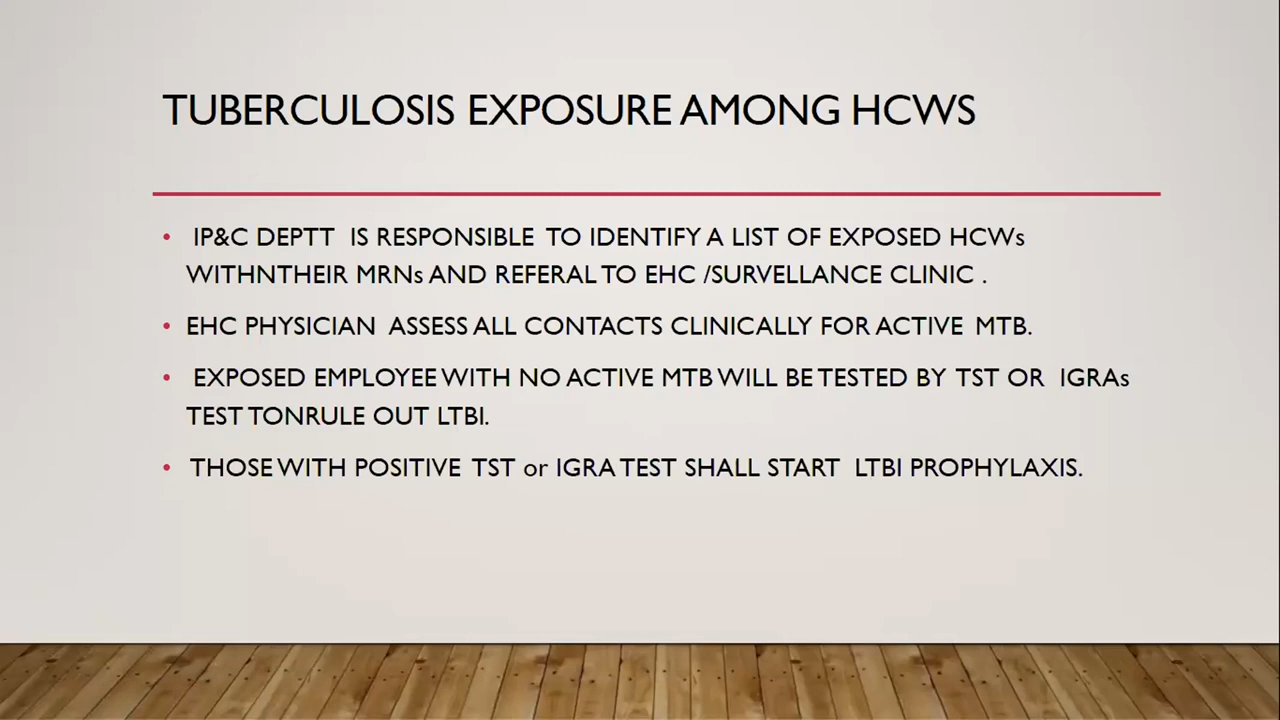 TUBERCULOSIS EXPOSURE AMONG HCWS
• IP&C DEPTT IS RESPONSIBLE TO IDENTIFY A LIST OF EXPOSED HCWs
WITHNTHEIR MRNs AND REFERAL TO EHC /SURVELLANCE CLINIC .
• EHC PHYSICIAN ASSESS ALL CONTACTS CLINICALLY FOR ACTIVE MTB.
• EXPOSED EMPLOYEE WITH NO ACTIVE MTB WILL BE TESTED BY TST OR IGRAs
TEST TONRULE OUT LTBI.
• THOSE WITH POSITIVE TST or IGRA TEST SHALL START LTBI PROPHYLAXIS.